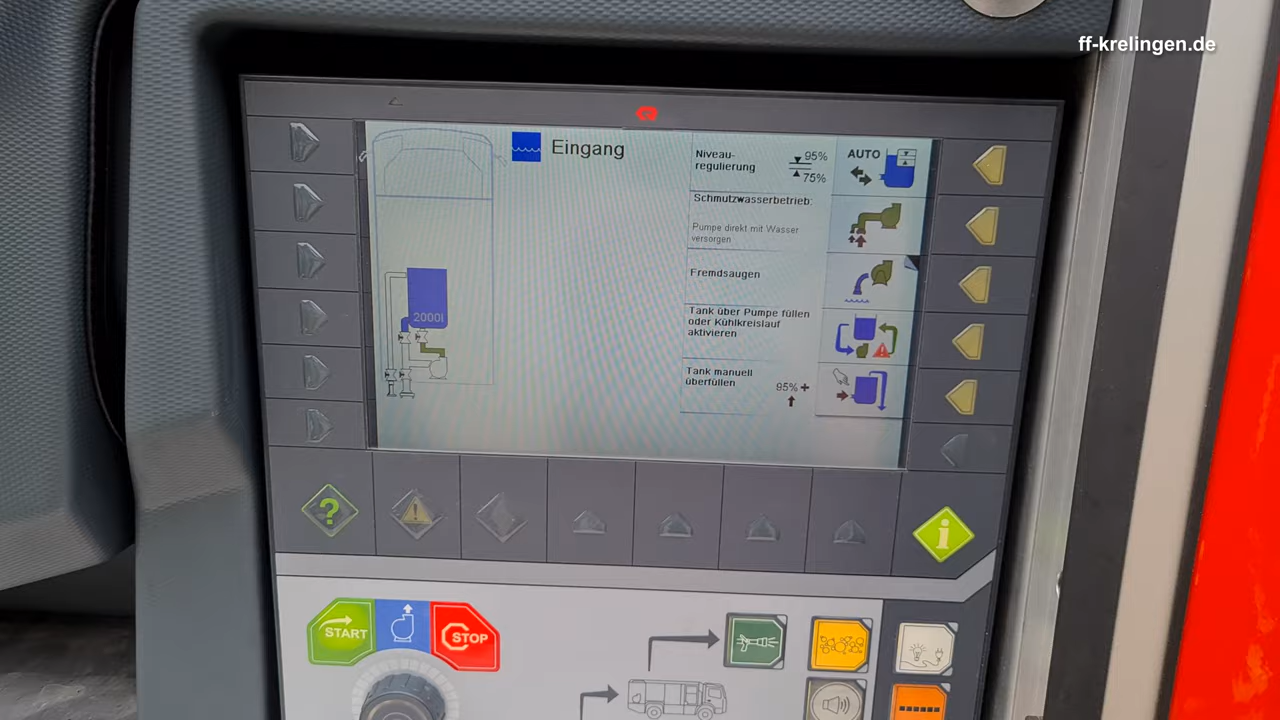 ff-krelingen.de
Eingang
Niveau-
regulierung
95%
75%
AUTO
Schmutzwasserbetrieb:
Pumpe direkt mit Wasser
versorgen
Fremdsaugen
2000l
Tank über Pumpe füllen
oder Kühlkreislauf
aktivieren
Tank manuell
überfüllen
95%+
?
i
START
STOP